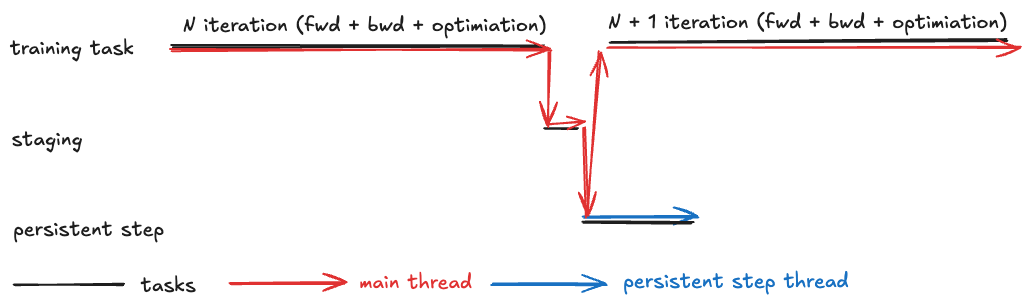 N iteration (fwd + bwd + optimiation)
N + 1 iteration (fwd + bwd + optimiation)
training task
staging
persistent step
tasks
main thread
persistent step thread